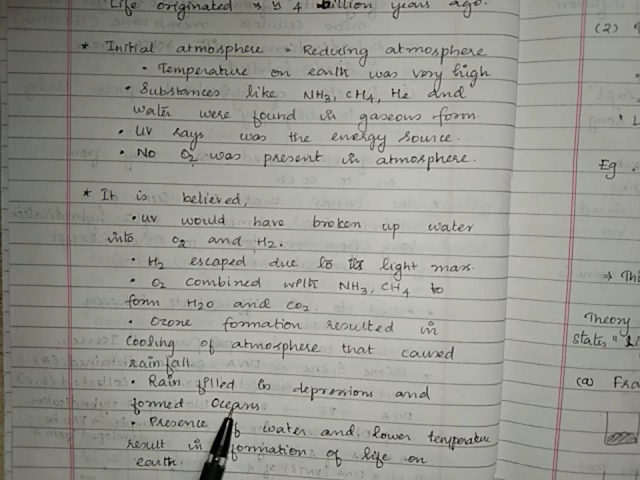 Life originated 3.5 4 billion years ago.
* Initial atmosphere - Reducing atmosphere
• Temperature on earth was very high
• Substances like NH3, CH4, He and
water were found in gaseous form.
• UV rays was the energy source.
• No O2 was present in atmosphere.
* It is believed,
• UV would have broken up water
into O2 and H2.
• H2 escaped due to its light mass.
• O2 combined with NH3, CH4 to
form H2O and CO2
• Ozone formation resulted in
cooling of atmosphere that caused
rainfall.
• Rain filled in depressions and
formed Oceans.
• Presence of water and lower temperature
result in formation of life on
earth.
(2)
Eg.
Theory
states "
(a) Fra